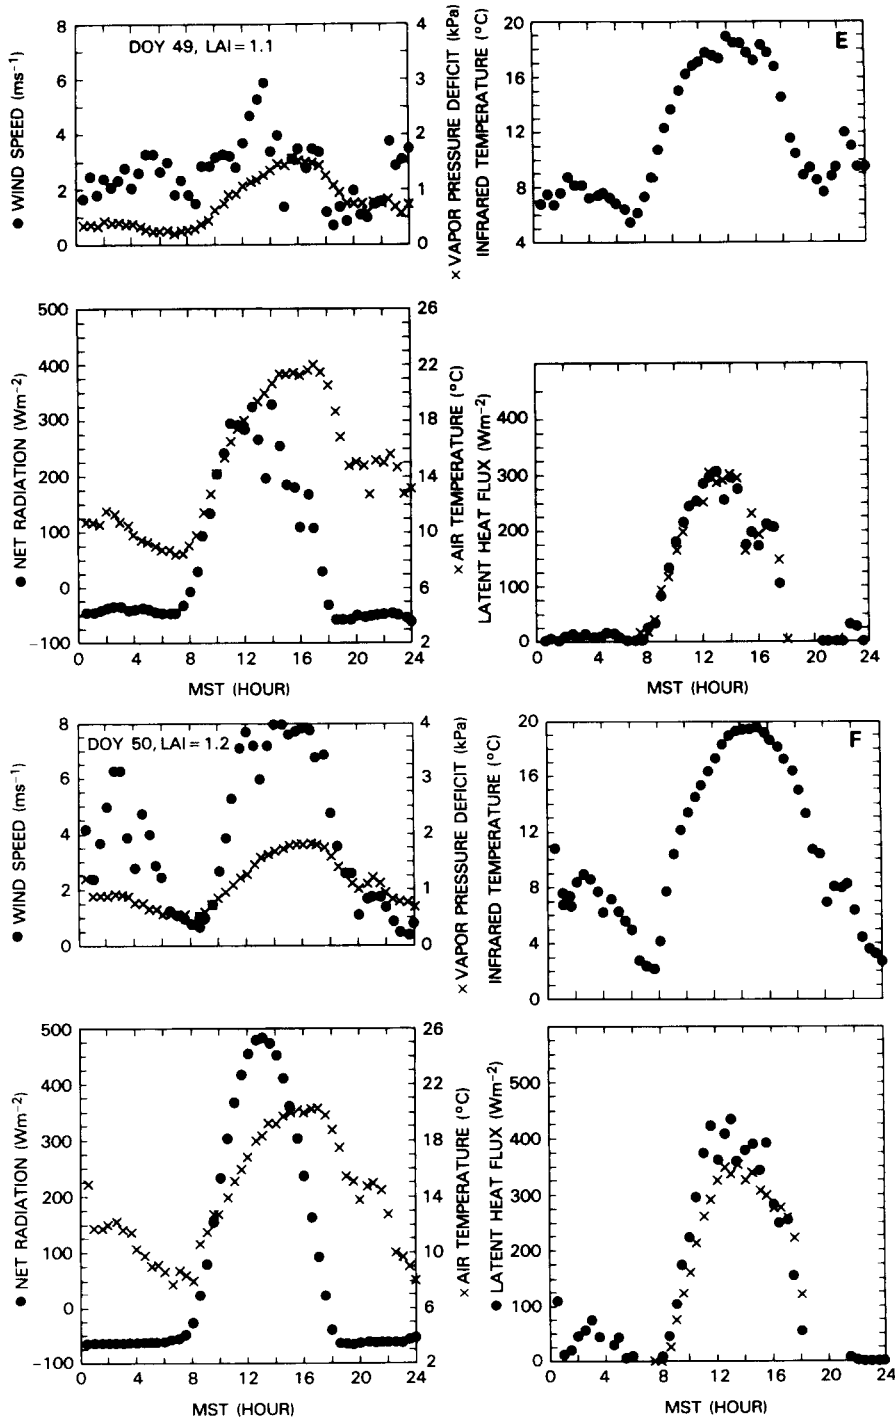 DOY 49, LAI = 1.1
● WIND SPEED (ms⁻¹)
8
6
4
2
0
4
3
2
1
0
× VAPOR PRESSURE DEFICIT (kPa)
INFRARED TEMPERATURE (°C)
20
16
12
8
4
E
● NET RADIATION (Wm⁻²)
500
400
300
200
100
0
−100
26
22
18
14
10
6
2
× AIR TEMPERATURE (°C)
0 4 8 12 16 20 24
MST (HOUR)
LATENT HEAT FLUX (Wm⁻²)
400
300
200
100
0
0 4 8 12 16 20 24
MST (HOUR)
DOY 50, LAI = 1.2
● WIND SPEED (ms⁻¹)
8
6
4
2
0
4
3
2
1
0
× VAPOR PRESSURE DEFICIT (kPa)
INFRARED TEMPERATURE (°C)
20
16
12
8
4
0
F
● NET RADIATION (Wm⁻²)
500
400
300
200
100
0
−100
26
22
18
14
10
6
2
× AIR TEMPERATURE (°C)
0 4 8 12 16 20 24
MST (HOUR)
● LATENT HEAT FLUX (Wm⁻²)
500
400
300
200
100
0
0 4 8 12 16 20 24
MST (HOUR)